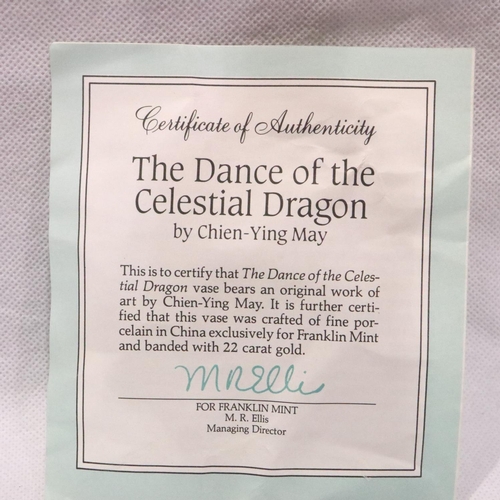 Certificate of Authenticity
The Dance of the
Celestial Dragon
by Chien-Ying May
This is to certify that The Dance of the Celes-
tial Dragon vase bears an original work of
art by Chien-Ying May. It is further certi-
fied that this vase was crafted of fine por-
celain in China exclusively for Franklin Mint
and banded with 22 carat gold.
MREllis
FOR FRANKLIN MINT
M. R. Ellis
Managing Director